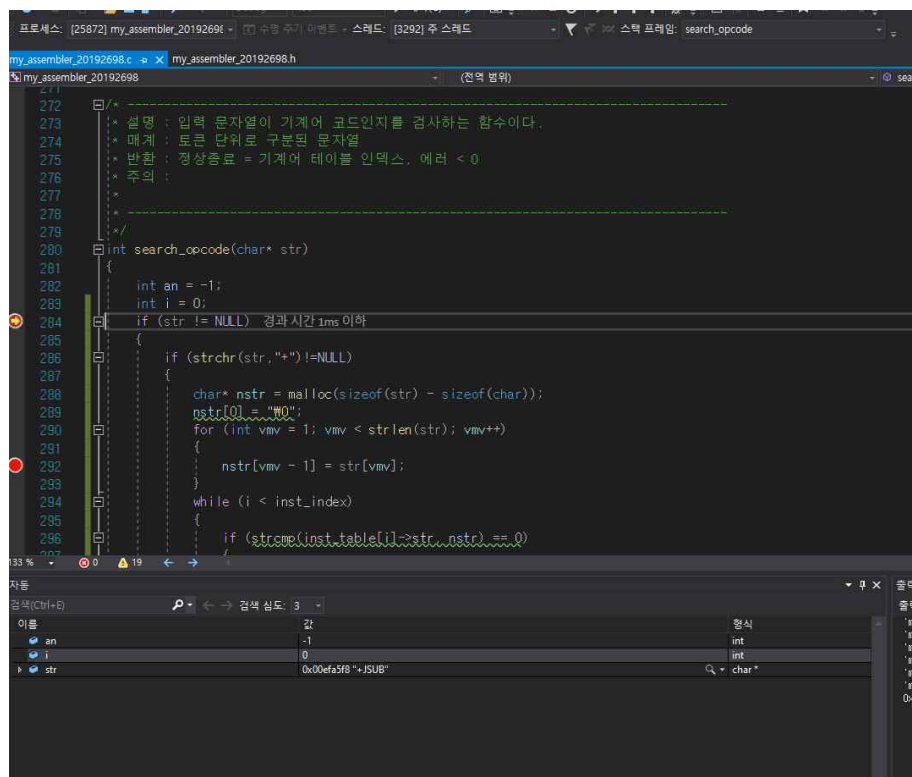 프로세스: [25872] my_assembler_2019269 수명 주기 이벤트 스레드: [3292] 주 스레드 스택 프레임: search_opcode
my_assembler_20192698.c my_assembler_20192698.h
my_assembler_20192698 (전역 범위) sea
271
272 /* ------------------------------------------------------------------
273 * 설명 : 입력 문자열이 기계어 코드인지를 검사하는 함수이다.
274 * 매계 : 토큰 단위로 구분된 문자열
275 * 반환 : 정상종료 = 기계어 테이블 인덱스, 에러 < 0
276 * 주의 :
277 *
278 * ------------------------------------------------------------------
279 */
280 int search_opcode(char* str)
281 {
282 int an = -1;
283 int i = 0;
284 if (str != NULL) 경과 시간 1ms 이하
285 {
286 if (strchr(str,"+")!=NULL)
287 {
288 char* nstr = malloc(sizeof(str) - sizeof(char));
289 nstr[0] = "₩0";
290 for (int vmv = 1; vmv < strlen(str); vmv++)
291 {
292 nstr[vmv - 1] = str[vmv];
293 }
294 while (i < inst_index)
295 {
296 if (strcmp(inst_table[i]->str, nstr) == 0)
297 {
133 % 0 19
자동 출력
검색(Ctrl+E) 검색 심도: 3
이름 값 형식
an -1 int
i 0 int
str 0x00efa5f8 "+JSUB" char *